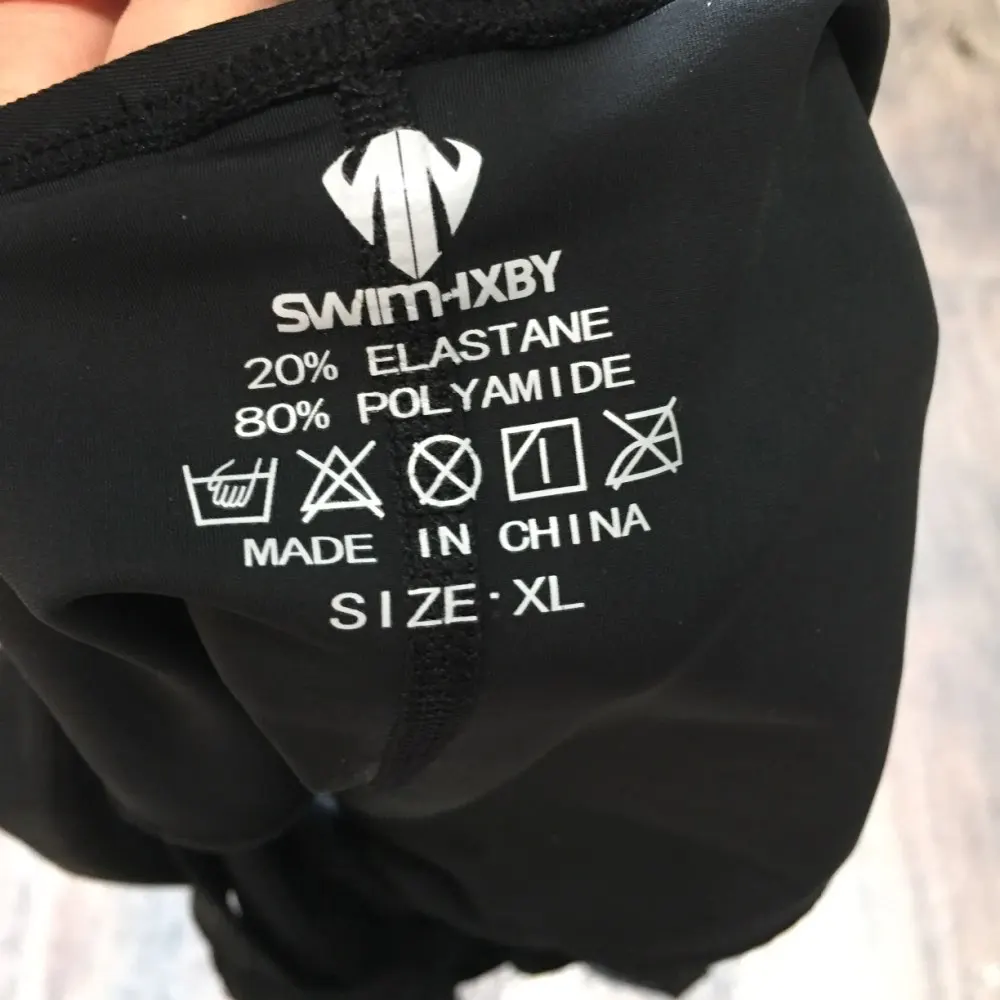 SWIM-IXBY
20% ELASTANE
80% POLYAMIDE
MADE IN CHINA
SIZE·XL